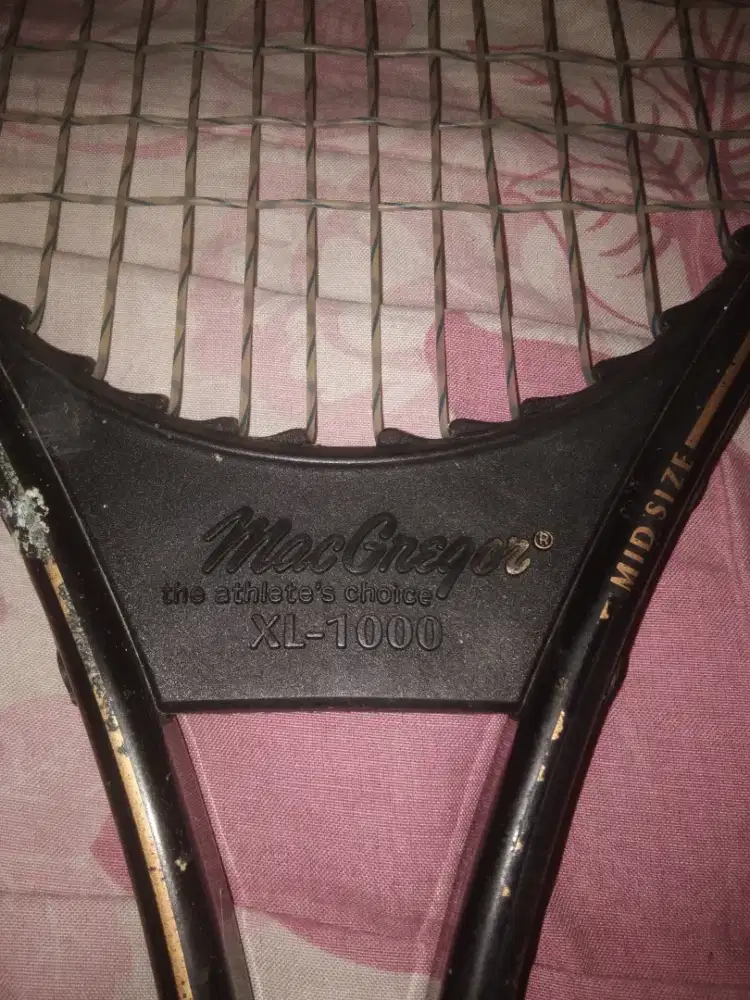 MacGregor®
the athlete's choice
XL-1000
MID SIZE